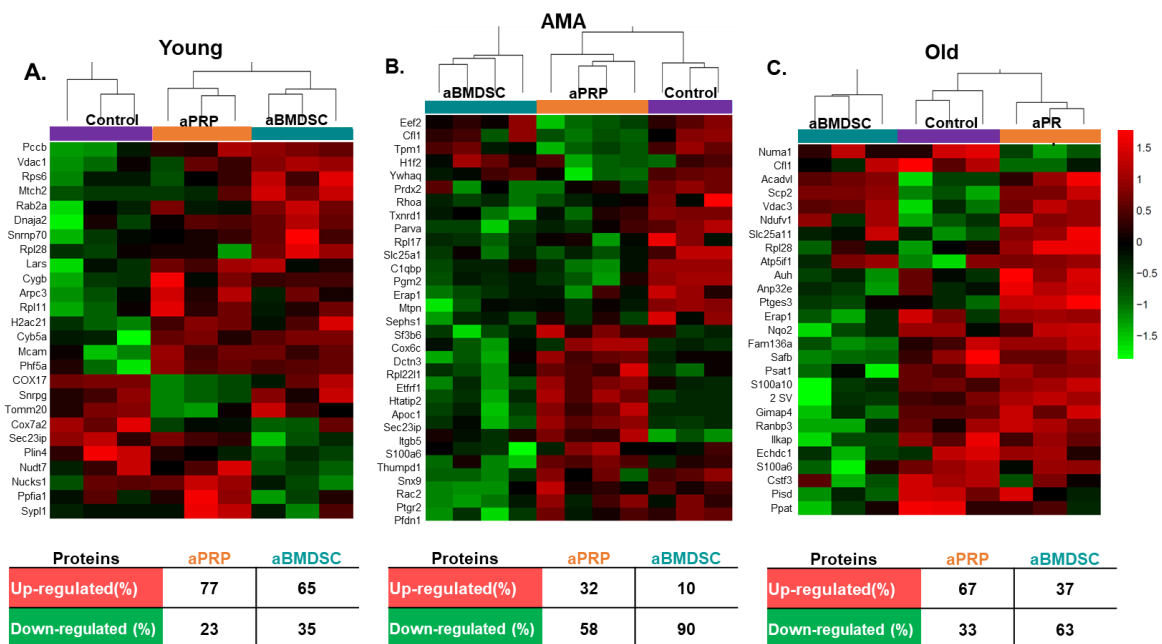 Young
AMA
Old
A.
B.
C.
Control
aPRP
aBMDSC
Pccb
Vdac1
Rps6
Mtch2
Rab2a
Dnaja2
Snrnp70
Rpl28
Lars
Cygb
Arpc3
Rpl11
H2ac21
Cyb5a
Mcam
Phf5a
COX17
Snrpg
Tomm20
Cox7a2
Sec23ip
Plin4
Nudt7
Nucks1
Ppfia1
Sypl1
aBMDSC
aPRP
Control
Eef2
Cfl1
Tpm1
H1f2
Ywhaq
Prdx2
Rhoa
Txnrd1
Parva
Rpl17
Slc25a1
C1qbp
Pgm2
Erap1
Mtpn
Sephs1
Sf3b6
Cox6c
Dctn3
Rpl22l1
Etfrf1
Htatip2
Apoc1
Sec23ip
Itgb5
S100a6
Thumpd1
Snx9
Rac2
Ptgr2
Pfdn1
aBMDSC
Control
aPR
Numa1
Cfl1
Acadvl
Scp2
Vdac3
Ndufv1
Slc25a11
Rpl28
Atp5if1
Auh
Anp32e
Ptges3
Erap1
Nqo2
Fam136a
Safb
Psat1
S100a10
2 SV
Gimap4
Ranbp3
Ilkap
Echdc1
S100a6
Cstf3
Pisd
Ppat
1.5
1
0.5
0
-0.5
-1
-1.5
Proteins aPRP aBMDSC
Up-regulated(%) 77 65
Down-regulated (%) 23 35
Proteins aPRP aBMDSC
Up-regulated(%) 32 10
Down-regulated (%) 58 90
Proteins aPRP aBMDSC
Up-regulated(%) 67 37
Down-regulated (%) 33 63